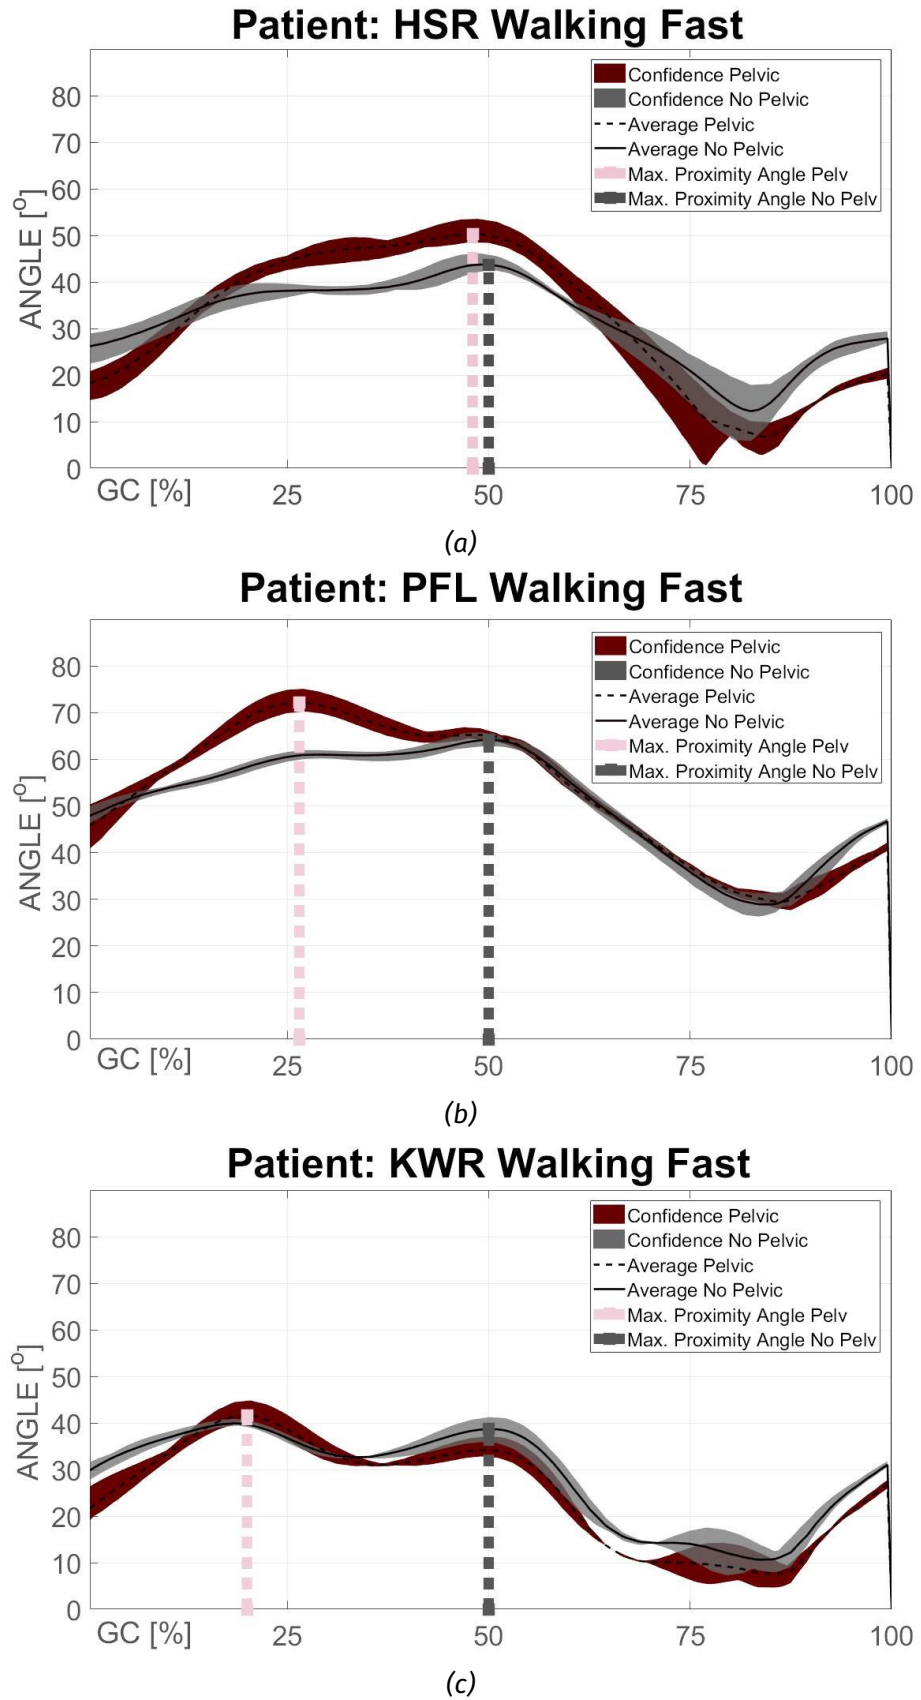 Patient: HSR Walking Fast
Confidence Pelvic
Confidence No Pelvic
Average Pelvic
Average No Pelvic
Max. Proximity Angle Pelv
Max. Proximity Angle No Pelv
80
70
60
50
40
30
20
10
0
ANGLE [o]
GC [%]
25
50
75
100
(a)
Patient: PFL Walking Fast
Confidence Pelvic
Confidence No Pelvic
Average Pelvic
Average No Pelvic
Max. Proximity Angle Pelv
Max. Proximity Angle No Pelv
80
70
60
50
40
30
20
10
0
ANGLE [o]
GC [%]
25
50
75
100
(b)
Patient: KWR Walking Fast
Confidence Pelvic
Confidence No Pelvic
Average Pelvic
Average No Pelvic
Max. Proximity Angle Pelv
Max. Proximity Angle No Pelv
80
70
60
50
40
30
20
10
0
ANGLE [o]
GC [%]
25
50
75
100
(c)